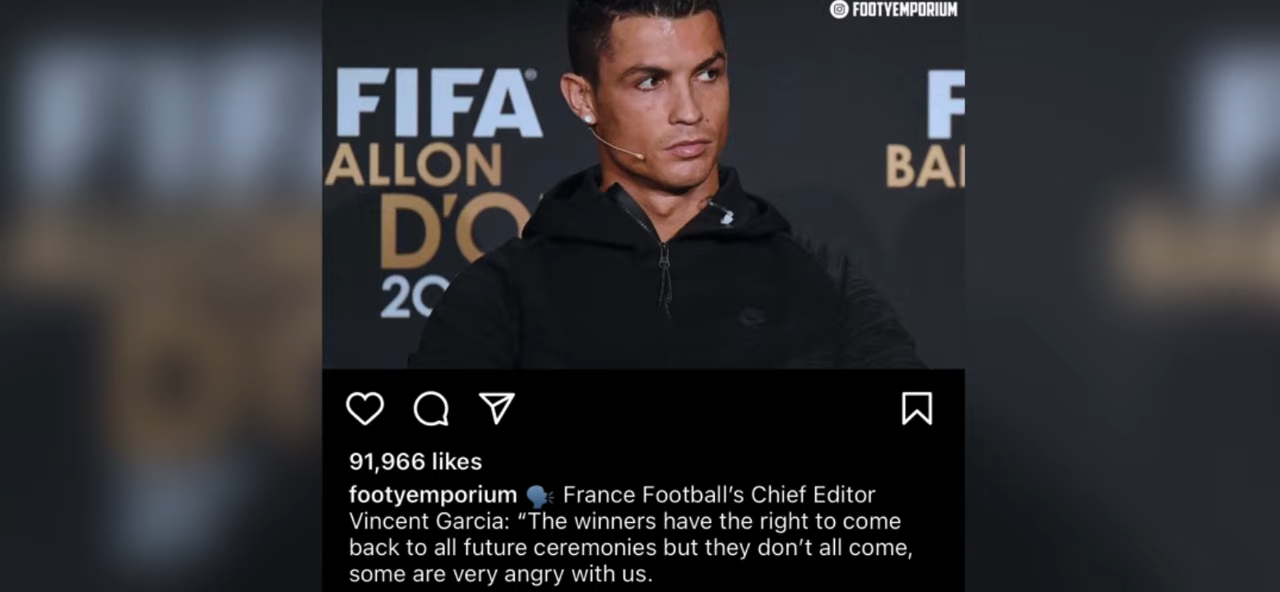 FOOTYEMPORIUM
FIFA®
ALLON
D'O
20
F
BAI
91,966 likes
footyemporium 🗣️ France Football's Chief Editor
Vincent Garcia: “The winners have the right to come
back to all future ceremonies but they don't all come,
some are very angry with us.